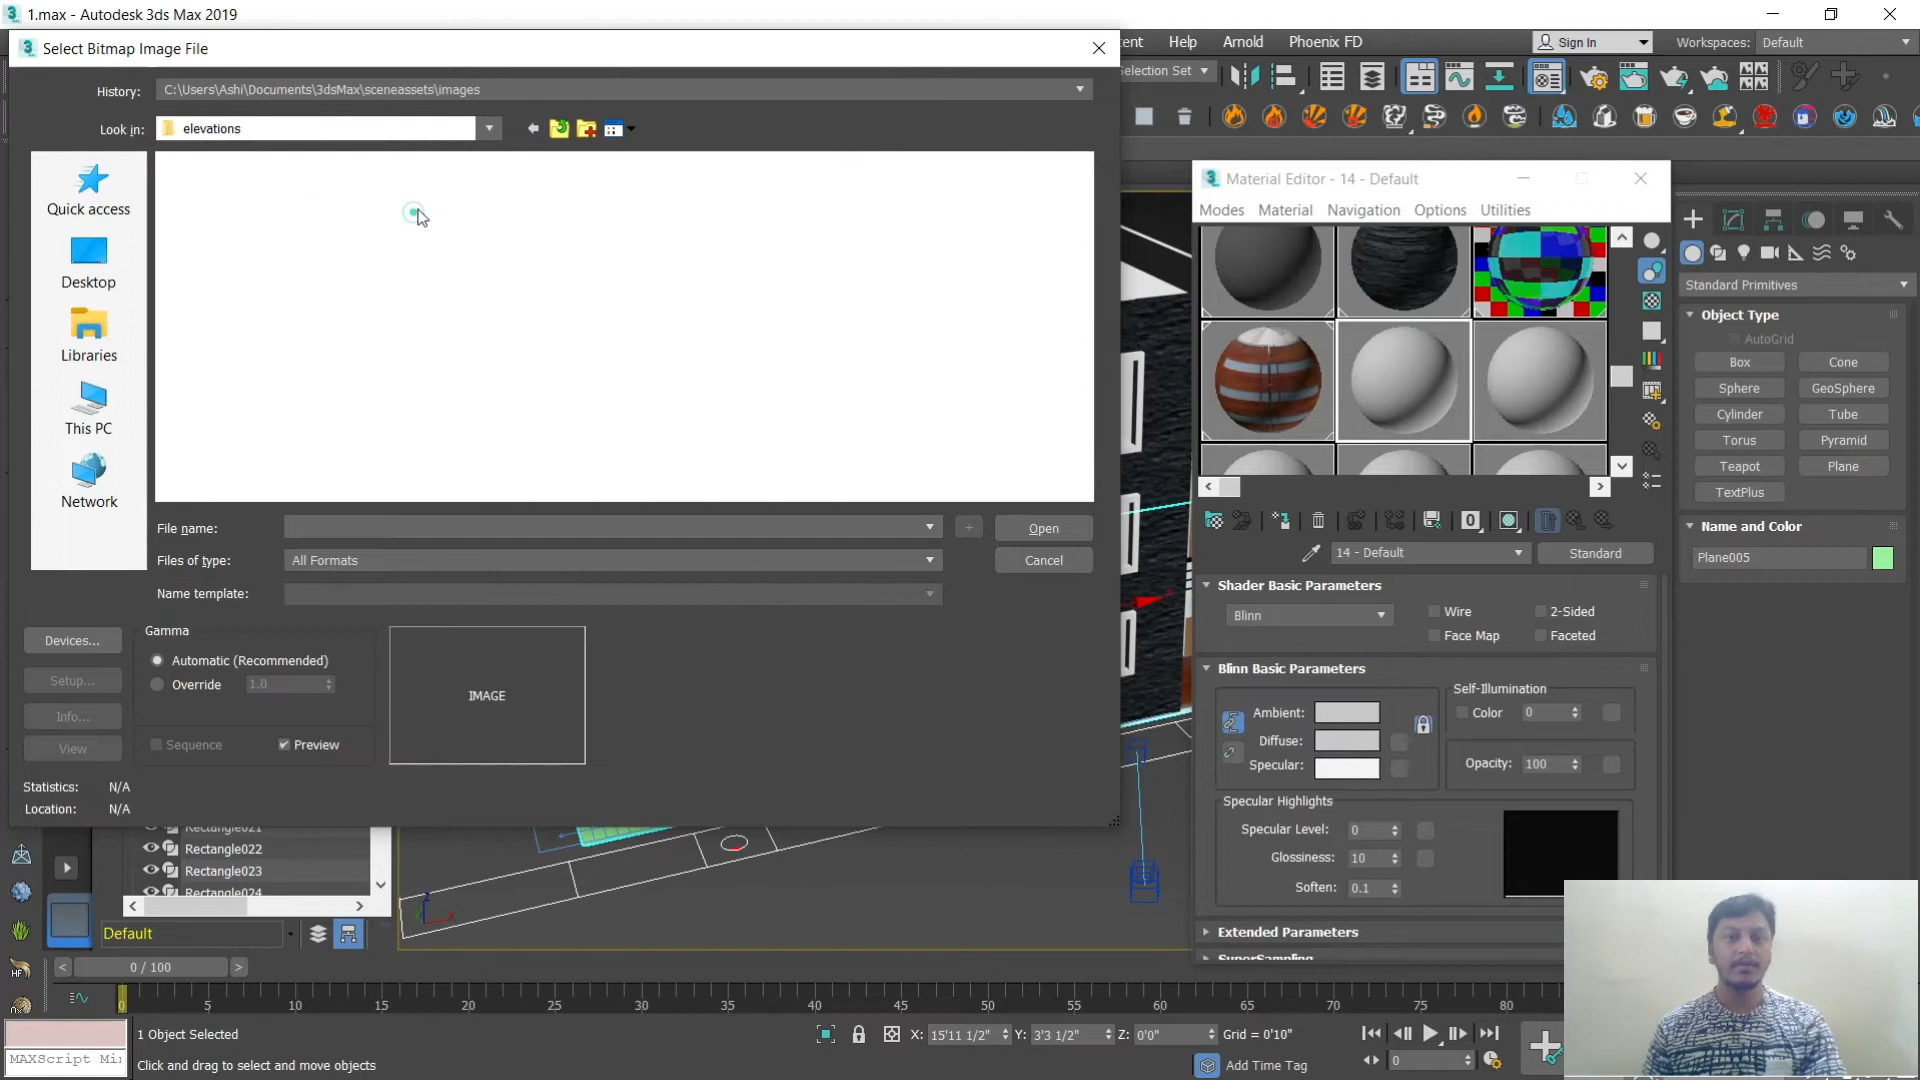 1.max - Autodesk 3ds Max 2019
Select Bitmap Image File
Help Arnold Phoenix FD
Sign In
Workspaces: Default
Selection Set
History: C:\Users\Ashi\Documents\3dsMax\sceneassets\images
Look in: elevations
Quick access
Desktop
Libraries
This PC
Network
File name:
Open
Files of type: All Formats
Cancel
Name template:
Devices...
Setup...
Info...
View
Gamma
Automatic (Recommended)
Override 1.0
Sequence
Preview
IMAGE
Statistics: N/A
Location: N/A
Material Editor - 14 - Default
Modes Material Navigation Options Utilities
14 - Default
Standard
Shader Basic Parameters
Blinn
Wire
2-Sided
Face Map
Faceted
Blinn Basic Parameters
Self-Illumination
Ambient:
Color 0
Diffuse:
Specular:
Opacity: 100
Specular Highlights
Specular Level: 0
Glossiness: 10
Soften: 0.1
Extended Parameters
SuperSampling
Standard Primitives
Object Type
AutoGrid
Box Cone
Sphere GeoSphere
Cylinder Tube
Torus Pyramid
Teapot Plane
TextPlus
Name and Color
Plane005
Rectangle021
Rectangle022
Rectangle023
Rectangle024
Default
0 / 100
0 5 10 15 20 25 30 35 40 45 50 55 60 65 70 75 80
1 Object Selected
X: 15'11 1/2" Y: 3'3 1/2" Z: 0'0" Grid = 0'10"
MAXScript Mi
Click and drag to select and move objects
Add Time Tag
0